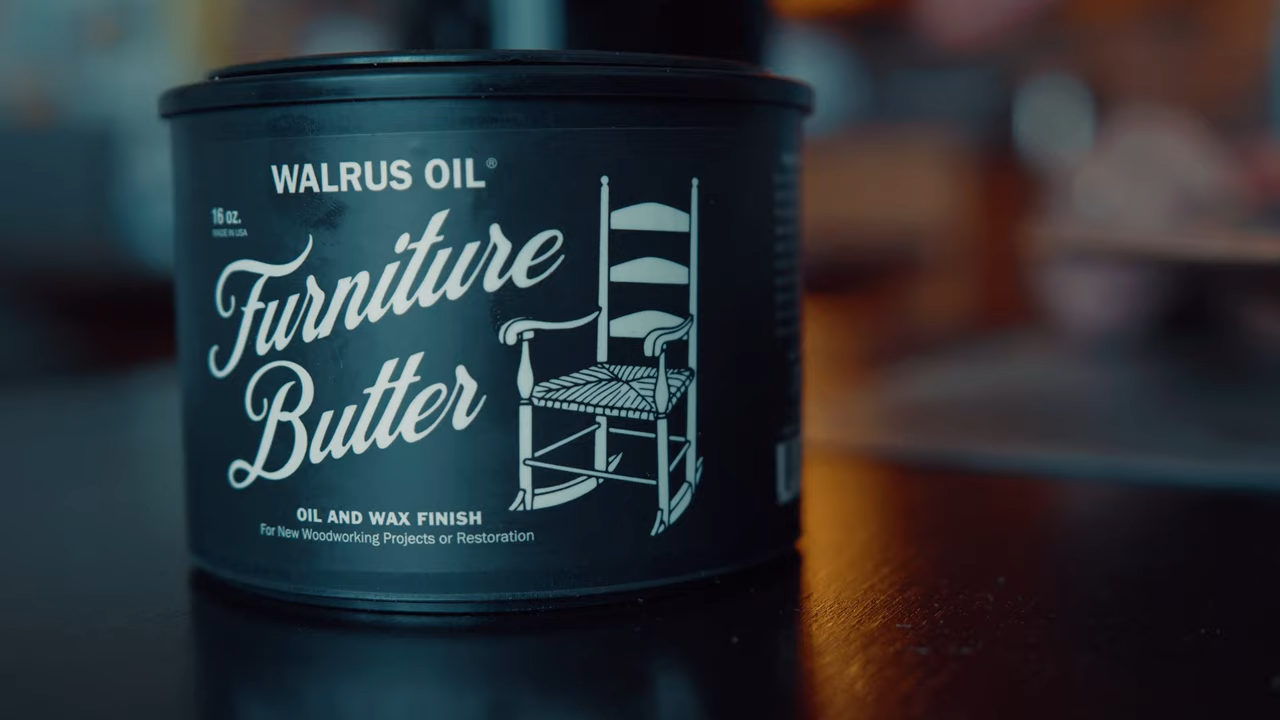 WALRUS OIL®
16 oz.
MADE IN USA
Furniture
Butter
OIL AND WAX FINISH
For New Woodworking Projects or Restoration